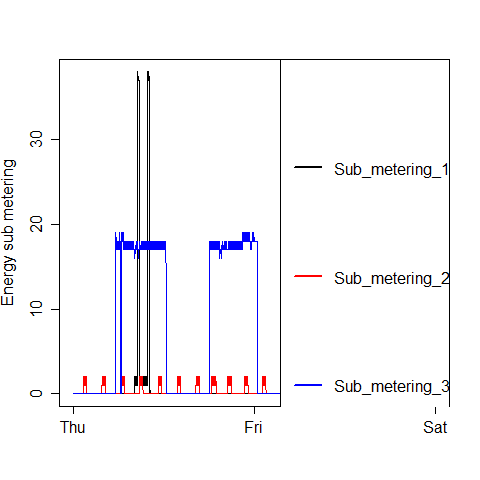 Energy sub metering
30
20
10
0
Sub_metering_1
Sub_metering_2
Sub_metering_3
Thu Fri Sat